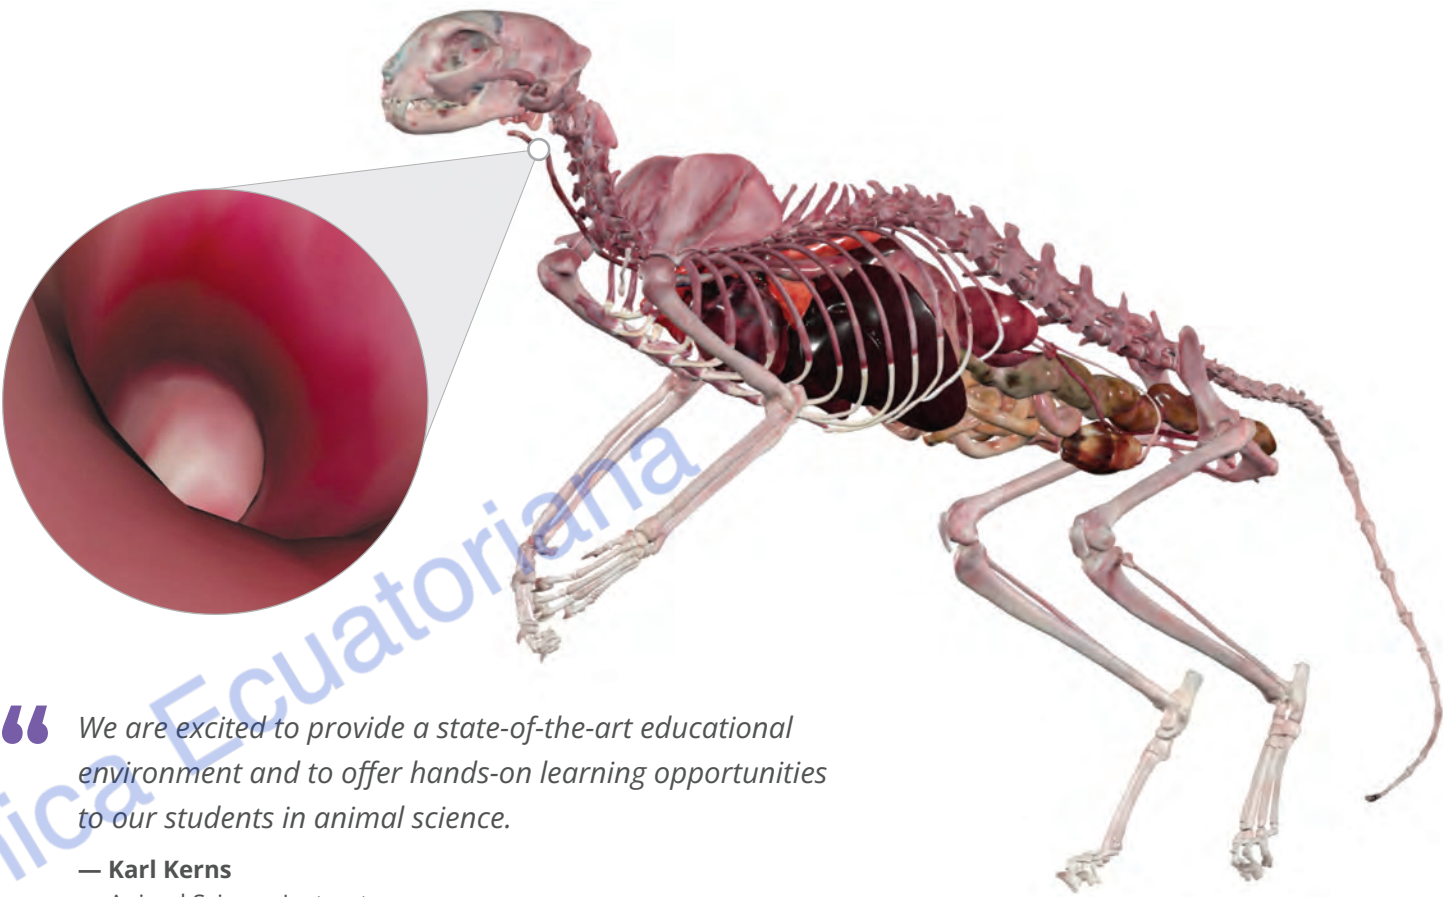 “ We are excited to provide a state-of-the-art educational
environment and to offer hands-on learning opportunities
to our students in animal science.
— Karl Kerns
Ecuatoriana